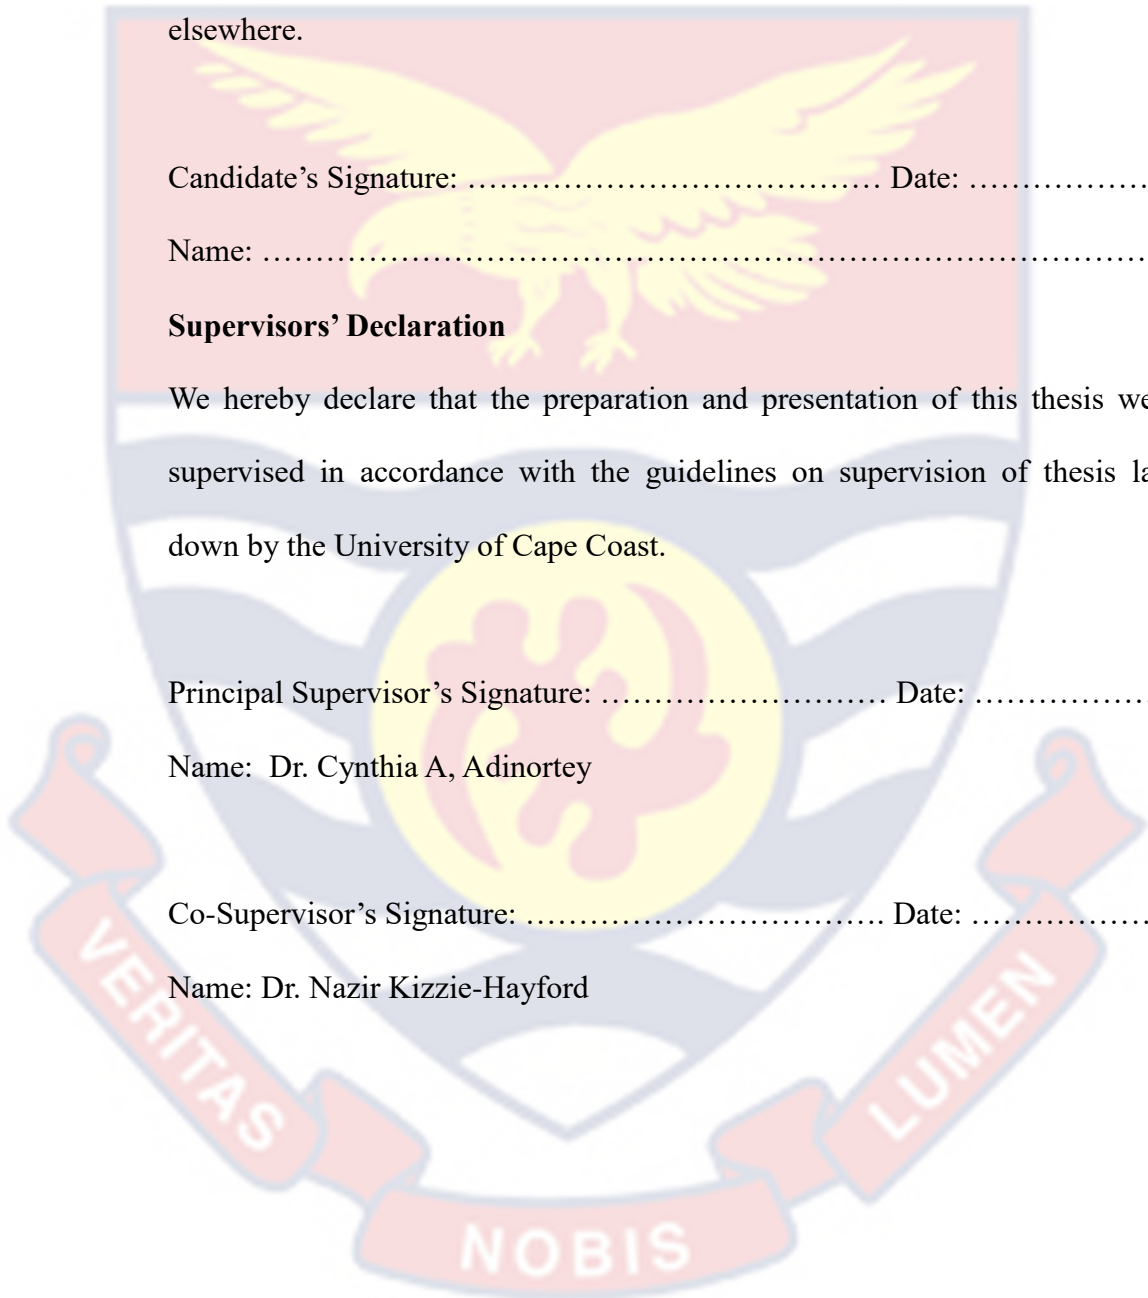 elsewhere.
Candidate’s Signature: ………………………………… Date: ………………
Name: …………………………………………………………………………
Supervisors’ Declaration
We hereby declare that the preparation and presentation of this thesis we
supervised in accordance with the guidelines on supervision of thesis la
down by the University of Cape Coast.
Principal Supervisor’s Signature: ……………………… Date: ………………
Name:  Dr. Cynthia A, Adinortey
Co-Supervisor’s Signature: …………………………… Date: ………………
Name: Dr. Nazir Kizzie-Hayford
VERITAS
NOBIS
LUMEN